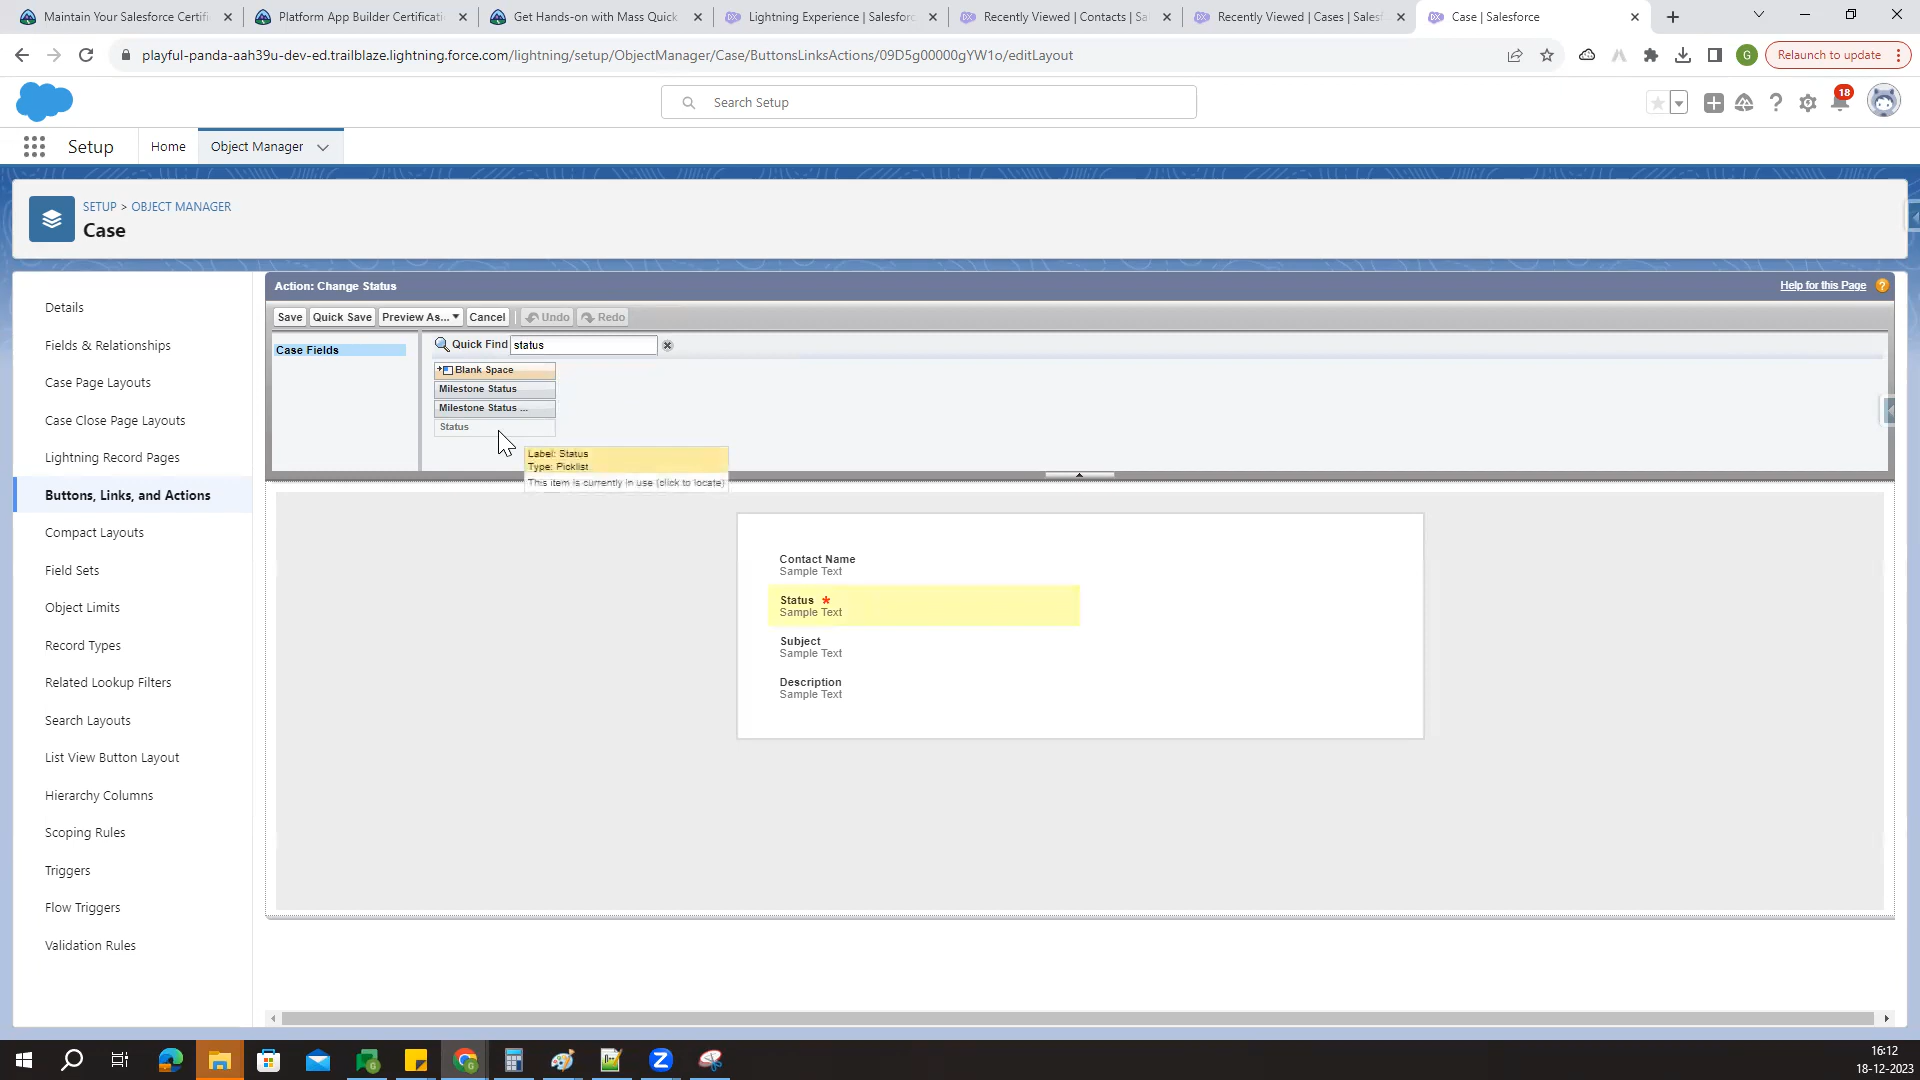 Maintain Your Salesforce Certifi
Platform App Builder Certificati
Get Hands-on with Mass Quick
Lightning Experience | Salesforc
Recently Viewed | Contacts | Sa
Recently Viewed | Cases | Salesf
Case | Salesforce
playful-panda-aah39u-dev-ed.trailblaze.lightning.force.com/lightning/setup/ObjectManager/Case/ButtonsLinksActions/09D5g00000gYW1o/editLayout
G
Relaunch to update
Search Setup
18
Setup
Home
Object Manager
SETUP > OBJECT MANAGER
Case
Details
Fields & Relationships
Case Page Layouts
Case Close Page Layouts
Lightning Record Pages
Buttons, Links, and Actions
Compact Layouts
Field Sets
Object Limits
Record Types
Related Lookup Filters
Search Layouts
List View Button Layout
Hierarchy Columns
Scoping Rules
Triggers
Flow Triggers
Validation Rules
Action: Change Status
Help for this Page
Save
Quick Save
Preview As...
Cancel
Undo
Redo
Case Fields
Quick Find
status
Blank Space
Milestone Status
Milestone Status ...
Status
Label: Status
Type: Picklist
This item is currently in use (click to locate)
Contact Name
Sample Text
Status *
Sample Text
Subject
Sample Text
Description
Sample Text
16:12
18-12-2023